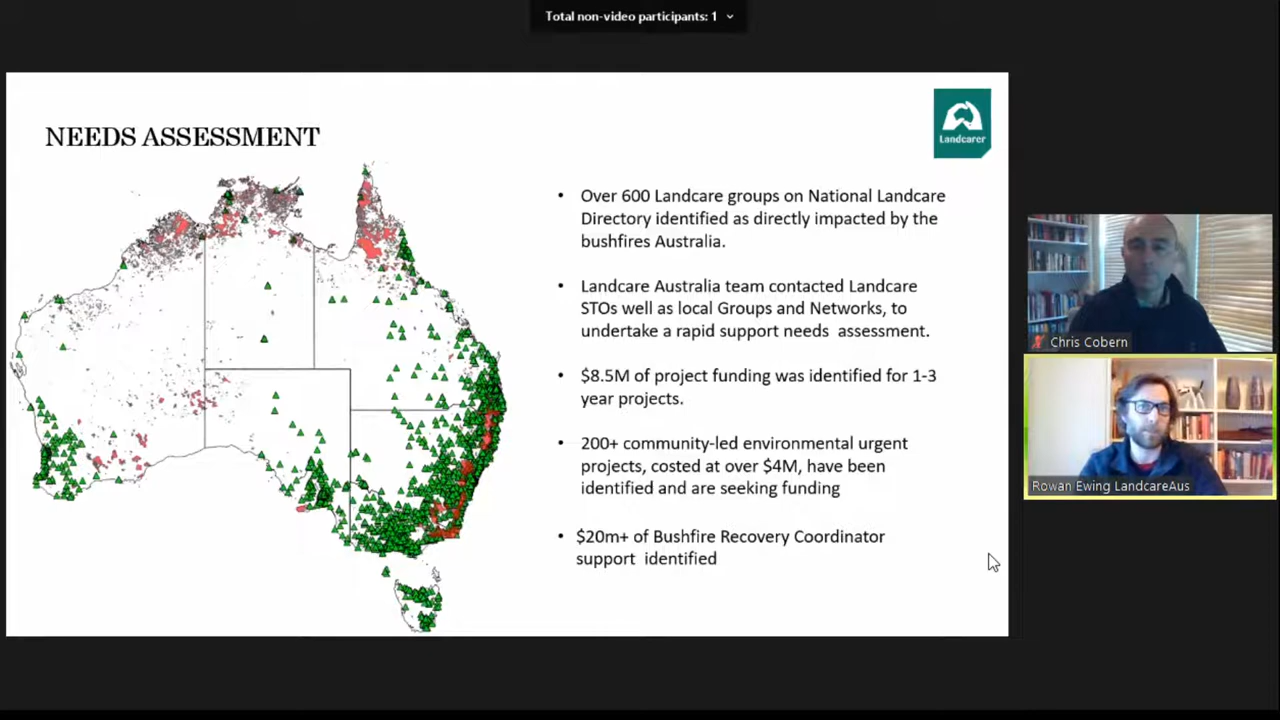 Total non-video participants: 1
NEEDS ASSESSMENT
Landcarer
• Over 600 Landcare groups on National Landcare
Directory identified as directly impacted by the
bushfires Australia.
• Landcare Australia team contacted Landcare
STOs well as local Groups and Networks, to
undertake a rapid support needs assessment.
• $8.5M of project funding was identified for 1-3
year projects.
• 200+ community-led environmental urgent
projects, costed at over $4M, have been
identified and are seeking funding
• $20m+ of Bushfire Recovery Coordinator
support identified
Chris Cobern
Rowan Ewing LandcareAus